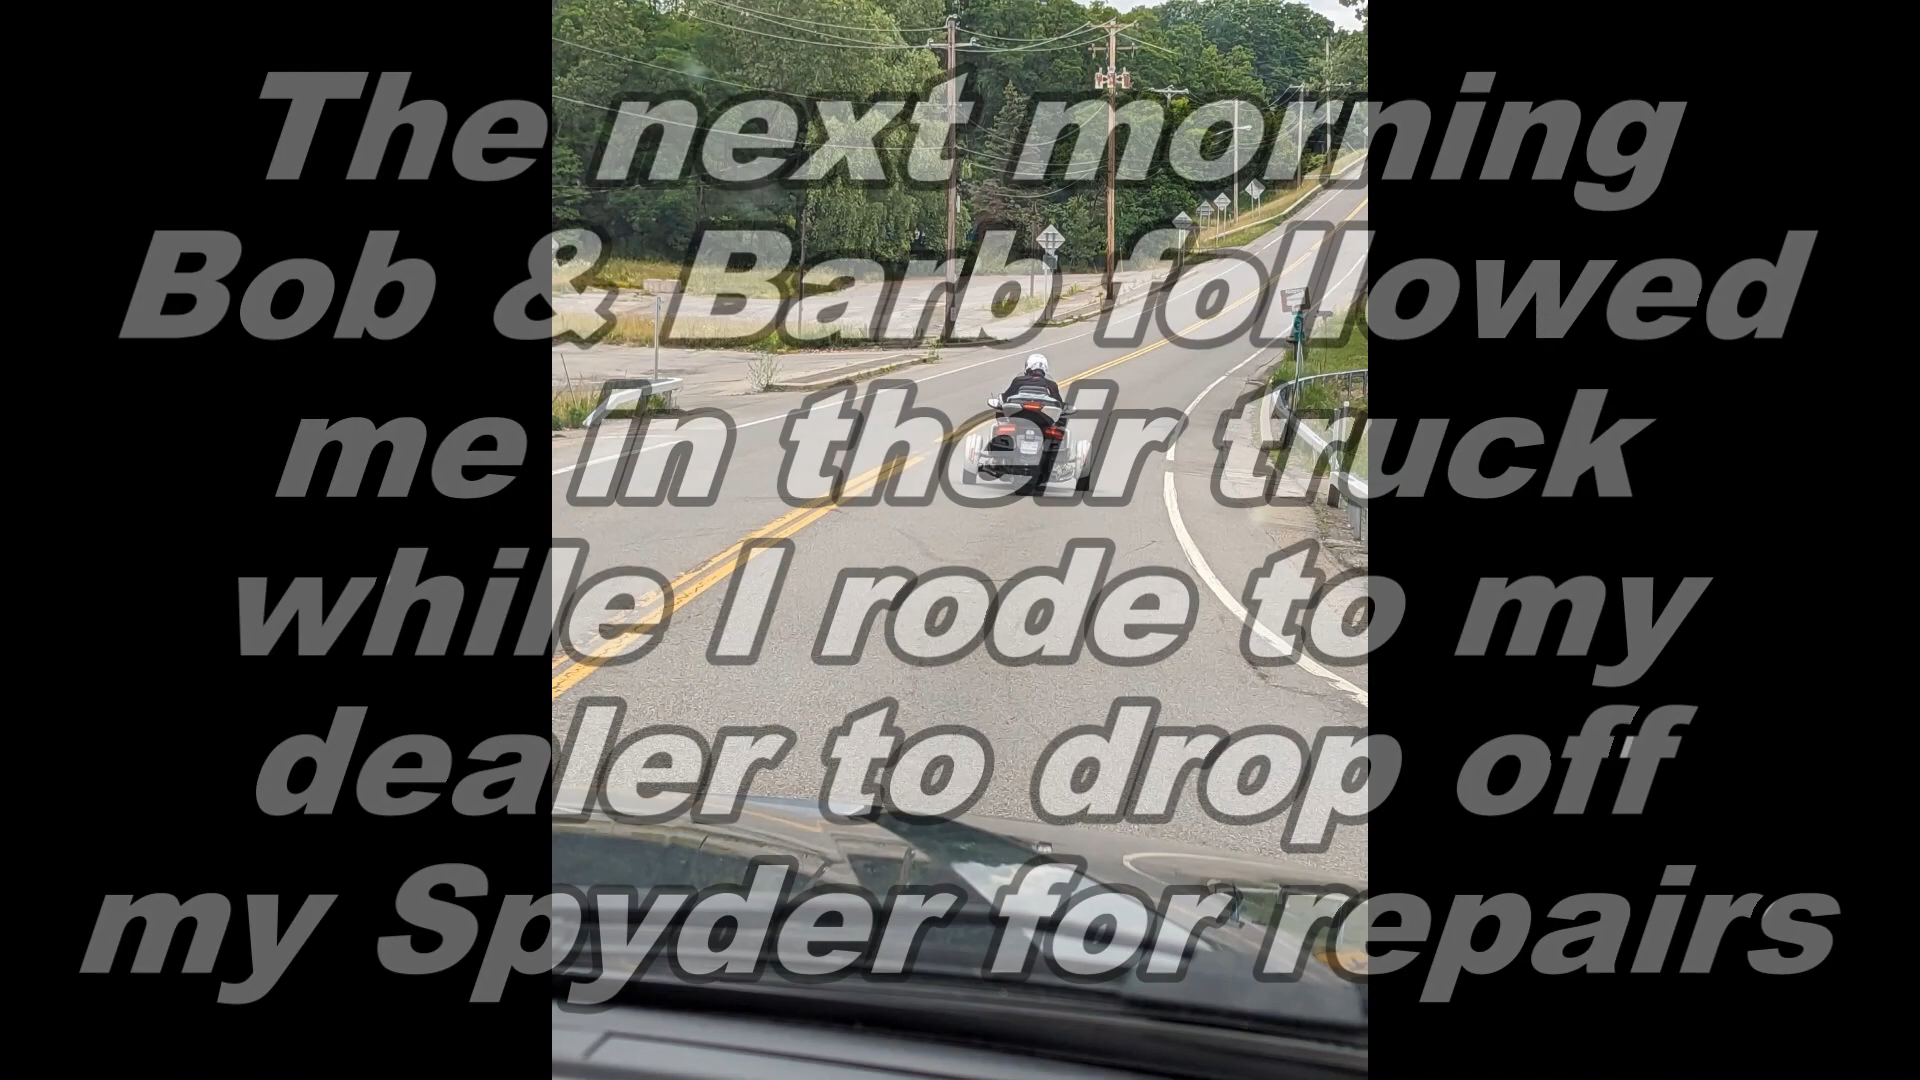 The next morning
Bob & Barb followed
me in their truck
while I rode to my
dealer to drop off
my Spyder for repairs